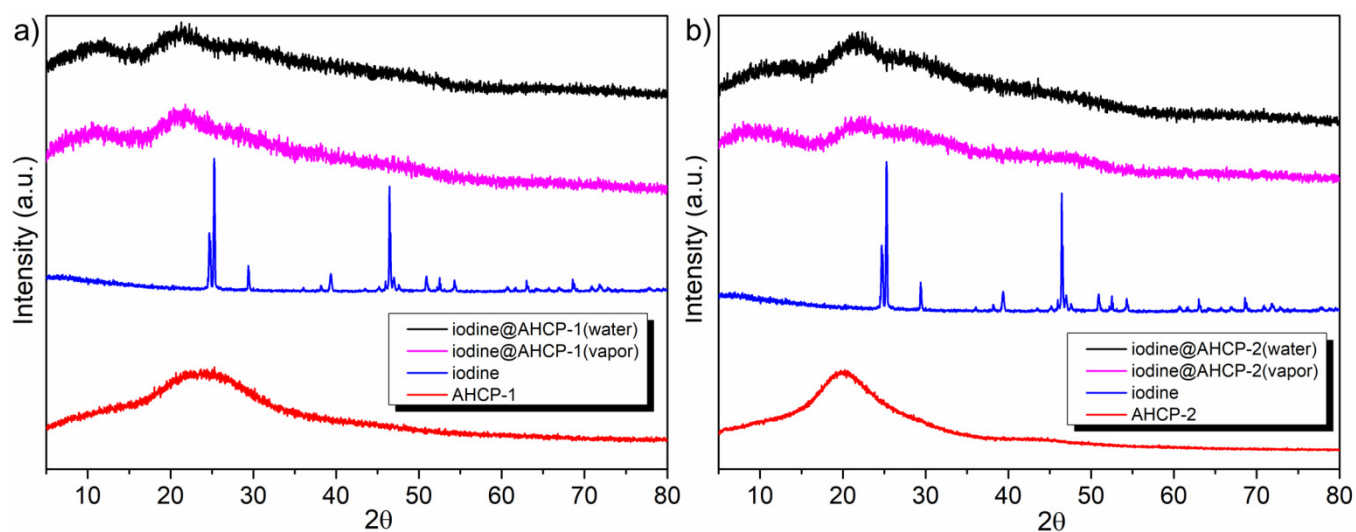 a)
Intensity (a.u.)
iodine@AHCP-1(water)
iodine@AHCP-1(vapor)
iodine
AHCP-1
10 20 30 40 50 60 70 80
2θ
b)
Intensity (a.u.)
iodine@AHCP-2(water)
iodine@AHCP-2(vapor)
iodine
AHCP-2
10 20 30 40 50 60 70 80
2θ